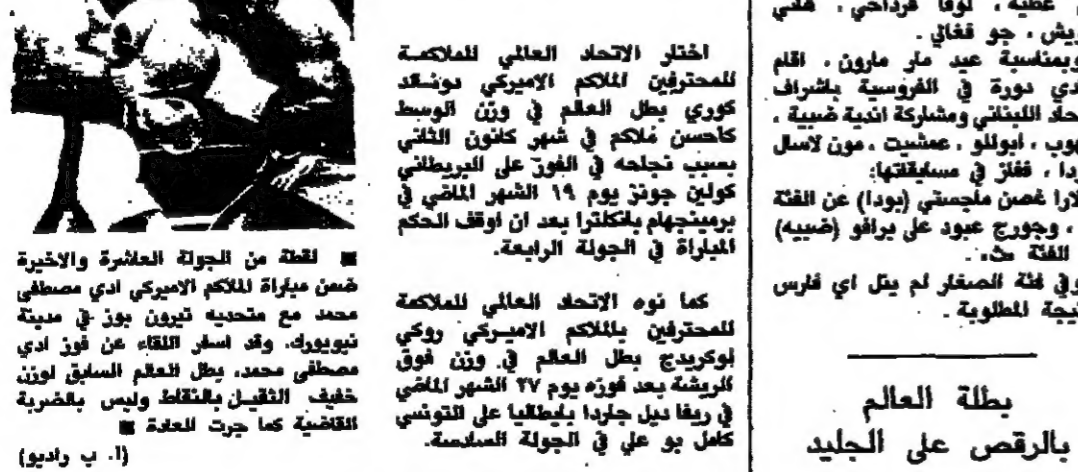 عطية ، لوقا فرداحي ، هاني
ويش ، جو قغالي .
وبمناسبة عيد مار مارون ، اقام
دي دورة في الفروسية باشراف
حاد اللبناني ومشاركة اندية ضبية ،
هوب ، ابوللو ، عمشيت ، مون لاسال
ودا ، ففاز في مسابقاتها:
لارا غصن ملجستي (بودا) عن الفئة
، وجورج عبود على برافو (ضبيه)
الفئة
وفي فئة الصغار لم ينل اي فارس
نيجة المطلوبة .
بطلة العالم
بالرقص على الجليد
اختار الاتحاد العالمي للملاكمة
للمحترفين الملاكم الاميركي دونالد
كوري بطل العالم في وزن الوسط
كأحسن ملاكم في شهر كانون الثاني
بسبب نجاحه في الفوز على البريطاني
كولين جونز يوم ١٩ الشهر الماضي في
برمينجهام بانكلترا بعد ان اوقف الحكم
المباراة في الجولة الرابعة.
كما نوه الاتحاد العالمي للملاكمة
للمحترفين بالملاكم الاميركي روكي
لوكريدج بطل العالم في وزن فوق
الريشة بعد فوزه يوم ٢٧ الشهر الماضي
في ريفا ديل جاردا بايطاليا على التونسي
كامل بو علي في الجولة السادسة.
■ لقطة من الجولة العاشرة والاخيرة
ضمن مباراة الملاكم الاميركي ادي مصطفى
محمد مع متحديه تيرون بوز في مدينة
نيويورك. وقد اسفر اللقاء عن فوز ادي
مصطفى محمد، بطل العالم السابق لوزن
خفيف الثقيل بالنقاط وليس بالضربة
القاضية كما جرت العادة ■
(ا. ب راديو)